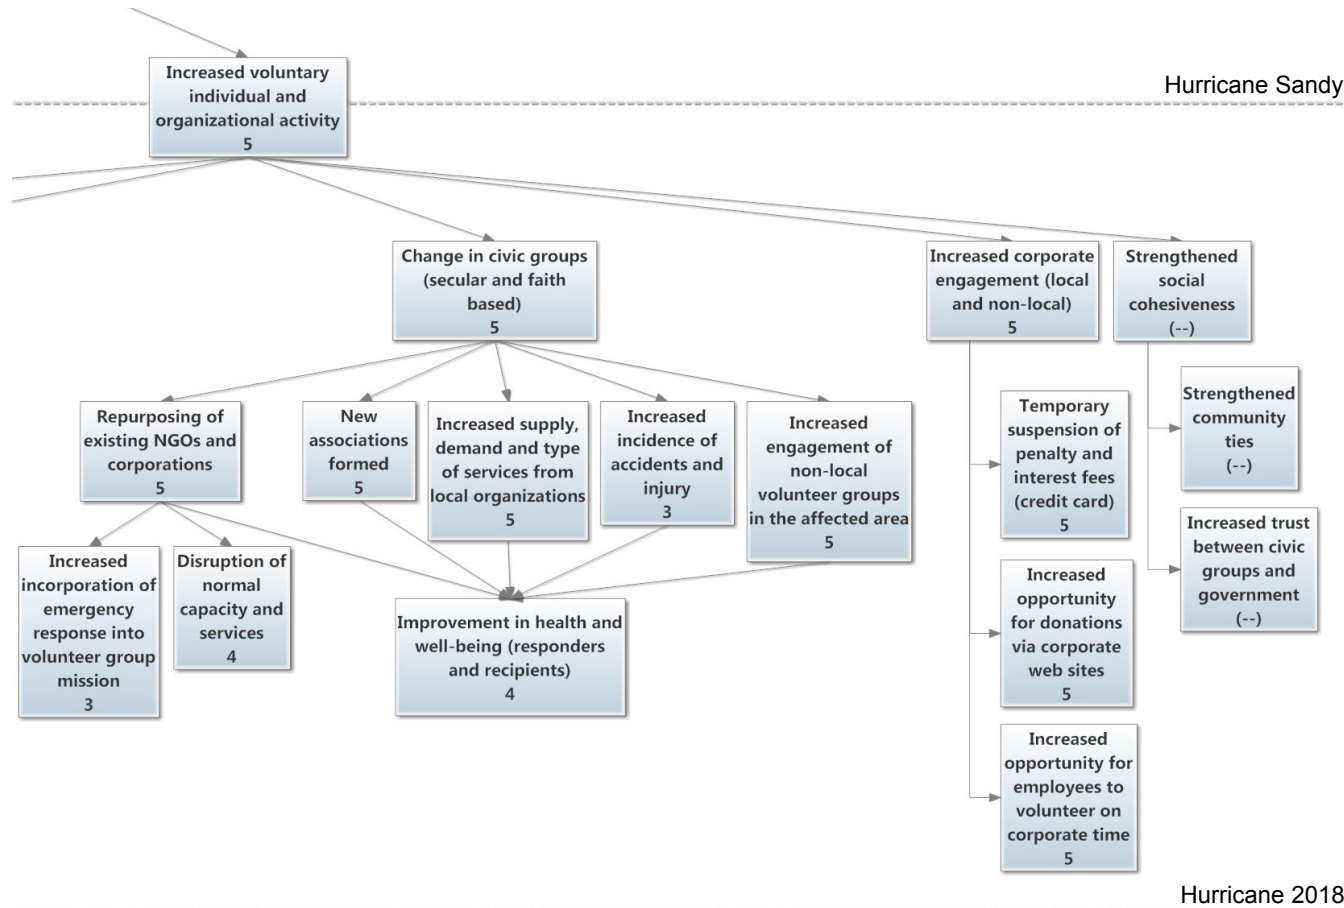 Hurricane Sandy
Increased voluntary
individual and
organizational activity
5
Change in civic groups
(secular and faith
based)
5
Increased corporate
engagement (local
and non-local)
5
Strengthened
social
cohesiveness
(--)
Repurposing of
existing NGOs and
corporations
5
New
associations
formed
5
Increased supply,
demand and type
of services from
local organizations
5
Increased
incidence of
accidents and
injury
3
Increased
engagement of
non-local
volunteer groups
in the affected area
5
Temporary
suspension of
penalty and
interest fees
(credit card)
5
Strengthened
community
ties
(--)
Increased trust
between civic
groups and
government
(--)
Increased
incorporation of
emergency
response into
volunteer group
mission
3
Disruption of
normal
capacity and
services
4
Improvement in health and
well-being (responders
and recipients)
4
Increased
opportunity
for donations
via corporate
web sites
5
Increased
opportunity for
employees to
volunteer on
corporate time
5
Hurricane 2018